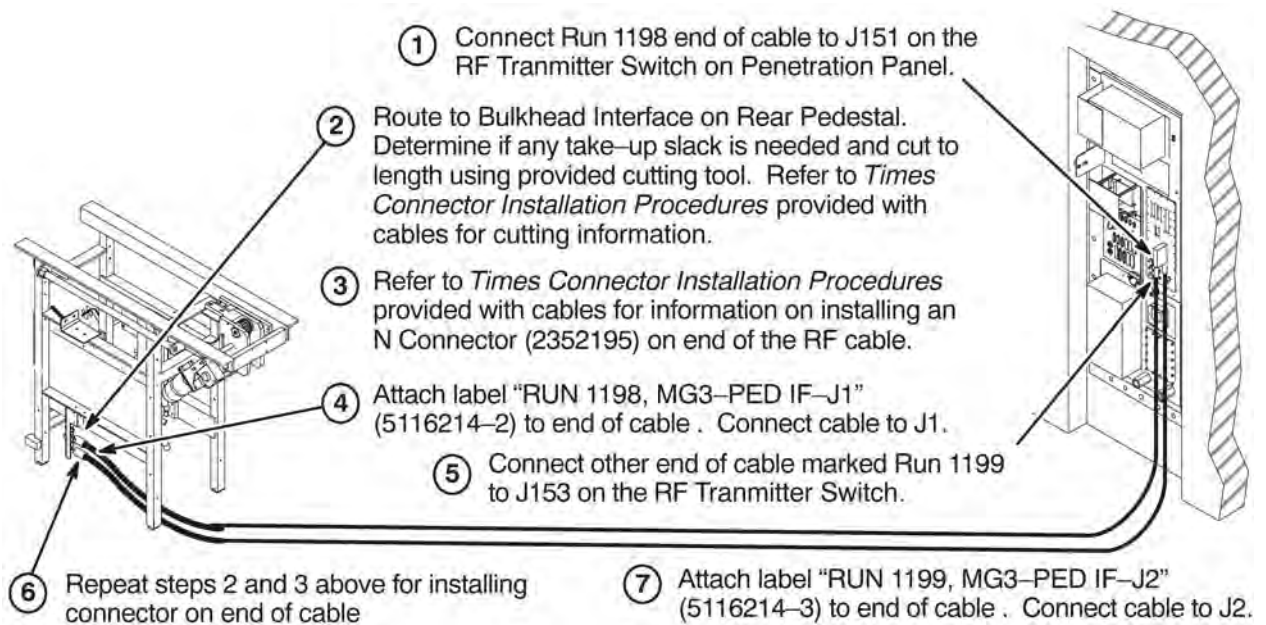 1 Connect Run 1198 end of cable to J151 on the
RF Tranmitter Switch on Penetration Panel.
2 Route to Bulkhead Interface on Rear Pedestal.
Determine if any take–up slack is needed and cut to
length using provided cutting tool. Refer to Times
Connector Installation Procedures provided with
cables for cutting information.
3 Refer to Times Connector Installation Procedures
provided with cables for information on installing an
N Connector (2352195) on end of the RF cable.
4 Attach label “RUN 1198, MG3–PED IF–J1”
(5116214–2) to end of cable . Connect cable to J1.
5 Connect other end of cable marked Run 1199
to J153 on the RF Tranmitter Switch.
6 Repeat steps 2 and 3 above for installing
connector on end of cable
7 Attach label “RUN 1199, MG3–PED IF–J2”
(5116214–3) to end of cable . Connect cable to J2.